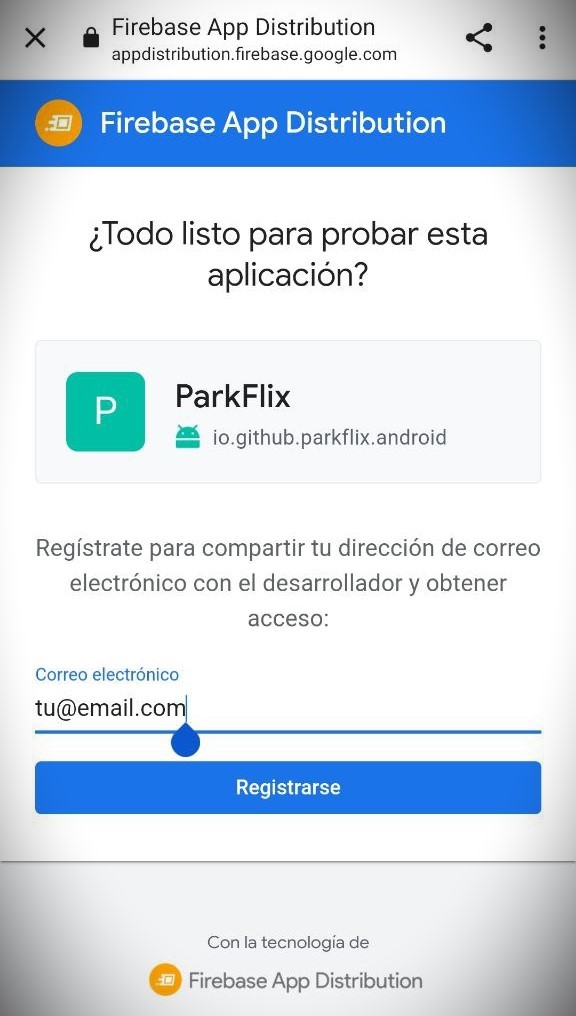 Firebase App Distribution
appdistribution.firebase.google.com
Firebase App Distribution
¿Todo listo para probar esta
aplicación?
P
ParkFlix
io.github.parkflix.android
Regístrate para compartir tu dirección de correo
electrónico con el desarrollador y obtener
acceso:
Correo electrónico
tu@email.com
Registrarse
Con la tecnología de
Firebase App Distribution